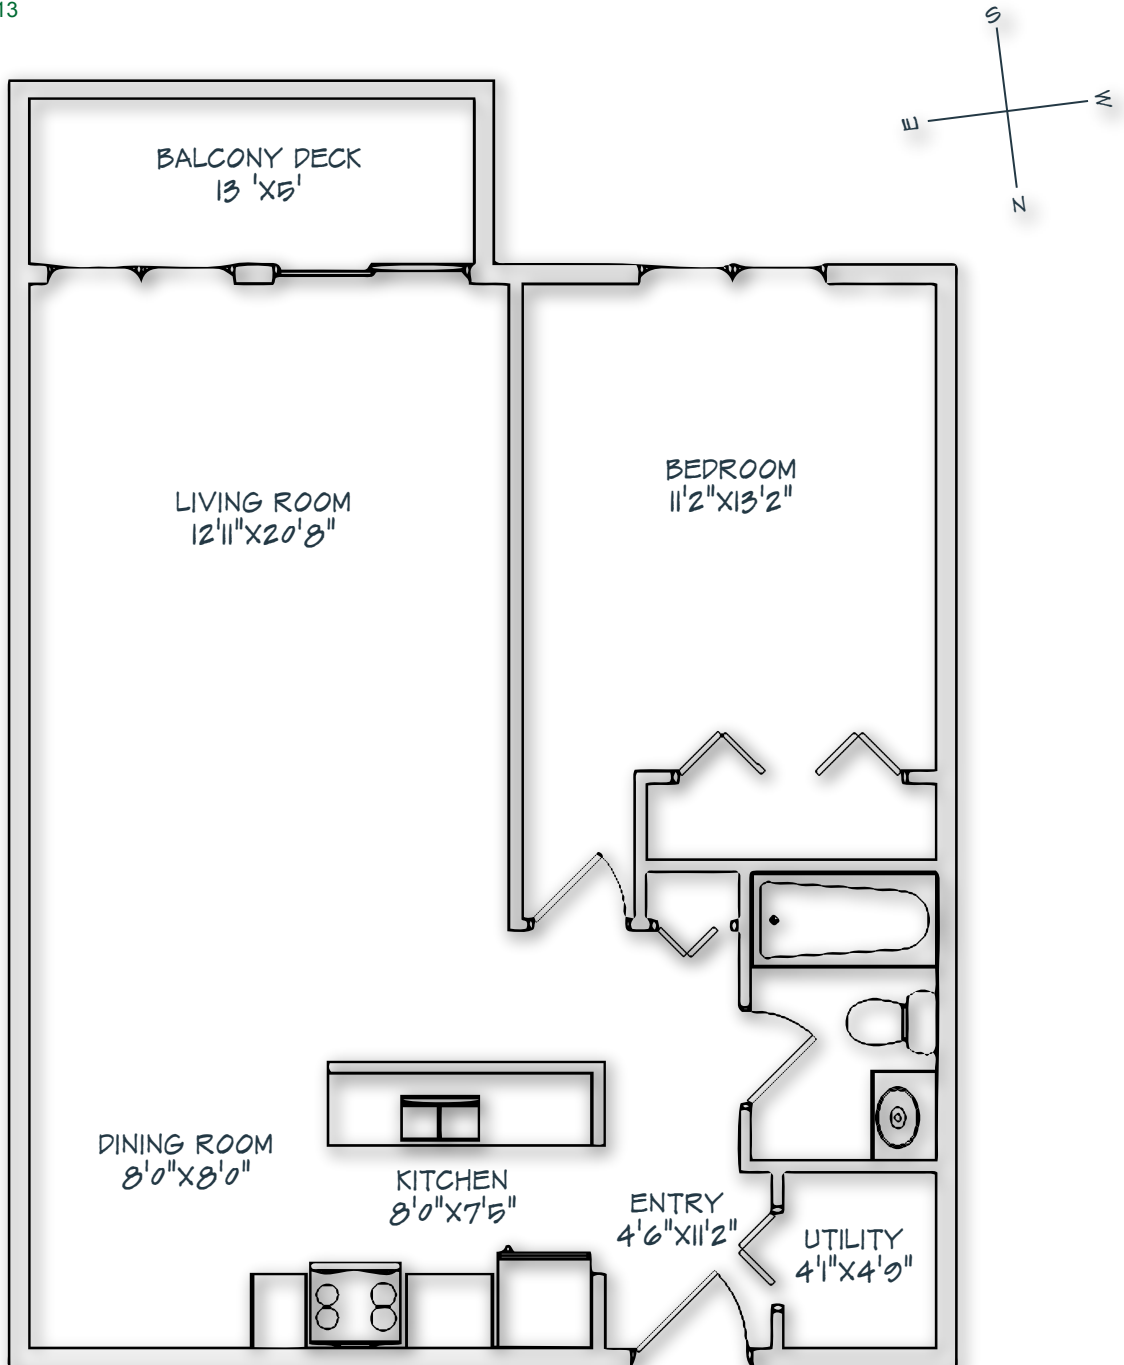 13
S
E
W
N
BALCONY DECK
13 'X5'
BEDROOM
11'2"X13'2"
LIVING ROOM
12'11"X20'8"
DINING ROOM
8'0"X8'0"
KITCHEN
8'0"X7'5"
ENTRY
4'6"X11'2"
UTILITY
4'1"X4'9"